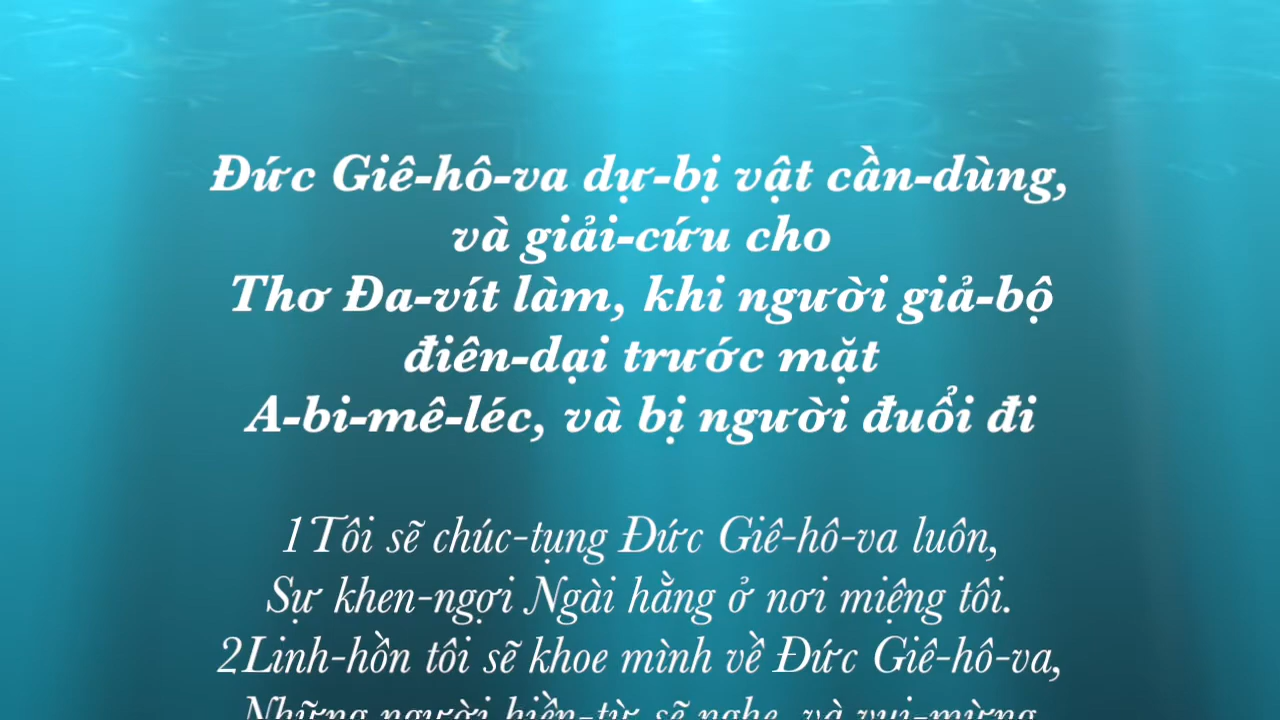 Đức Giê-hô-va dự-bị vật cần-dùng,
và giải-cứu cho
Thơ Đa-vít làm, khi người giả-bộ
điên-dại trước mặt
A-bi-mê-léc, và bị người đuổi đi
1Tôi sẽ chúc-tụng Đức Giê-hô-va luôn,
Sự khen-ngợi Ngài hằng ở nơi miệng tôi.
2Linh-hồn tôi sẽ khoe mình về Đức Giê-hô-va,
Những người hiền-từ sẽ nghe, và vui-mừng